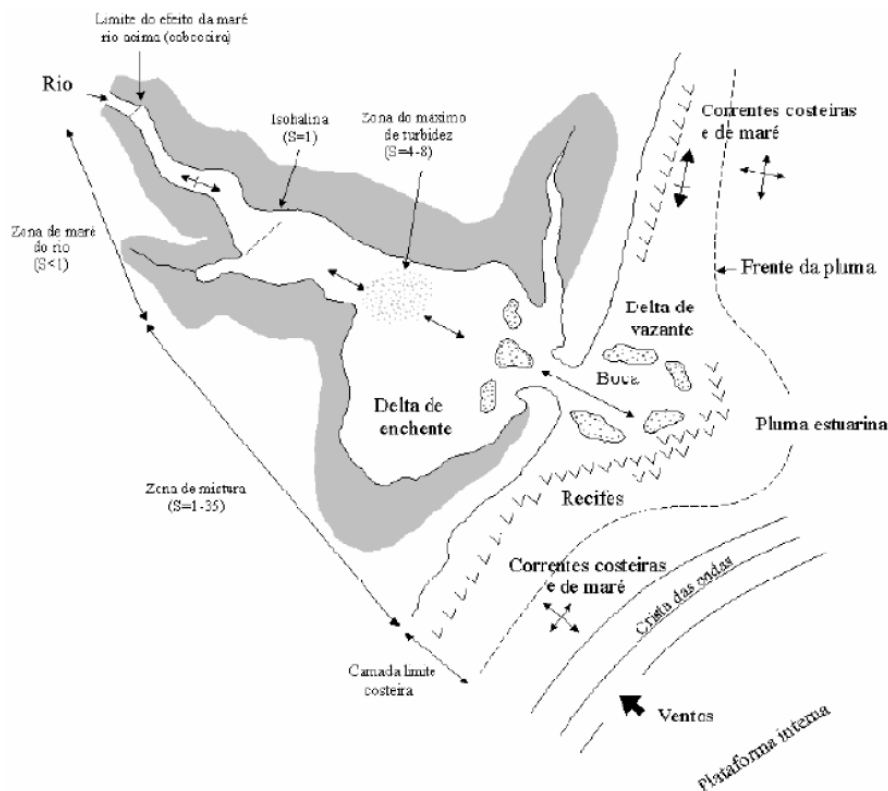 Limite do efeito da maré
rio acima (cabeceira)
Rio
Isohalina
(S=1)
Zona do máximo
de turbidez
(S=4-8)
Correntes costeiras
e de maré
Zona de maré
do rio
(S<1)
Frente da pluma
Delta de
vazante
Boca
Delta de
enchente
Pluma estuarina
Zona de mistura
(S=1-35)
Recifes
Correntes costeiras
e de maré
Crista das ondas
Camada limite
costeira
Ventos
Plataforma interna